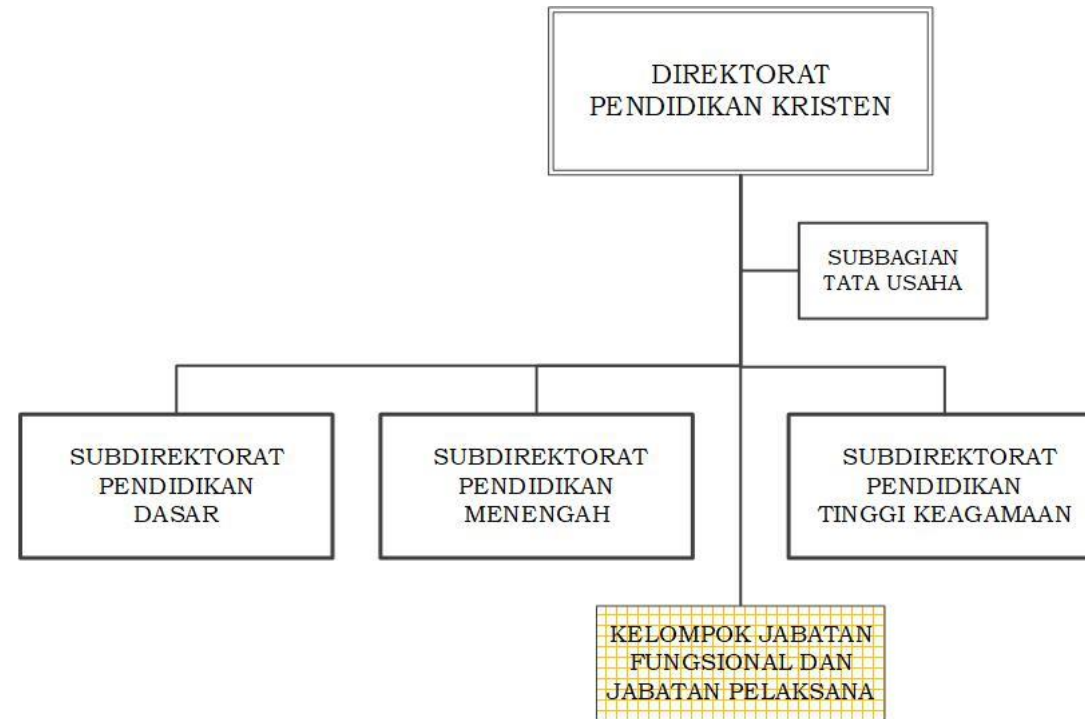 DIREKTORAT
PENDIDIKAN KRISTEN
SUBBAGIAN
TATA USAHA
SUBDIREKTORAT
PENDIDIKAN
DASAR
SUBDIREKTORAT
PENDIDIKAN
MENENGAH
SUBDIREKTORAT
PENDIDIKAN
TINGGI KEAGAMAAN
KELOMPOK JABATAN
FUNGSIONAL DAN
JABATAN PELAKSANA